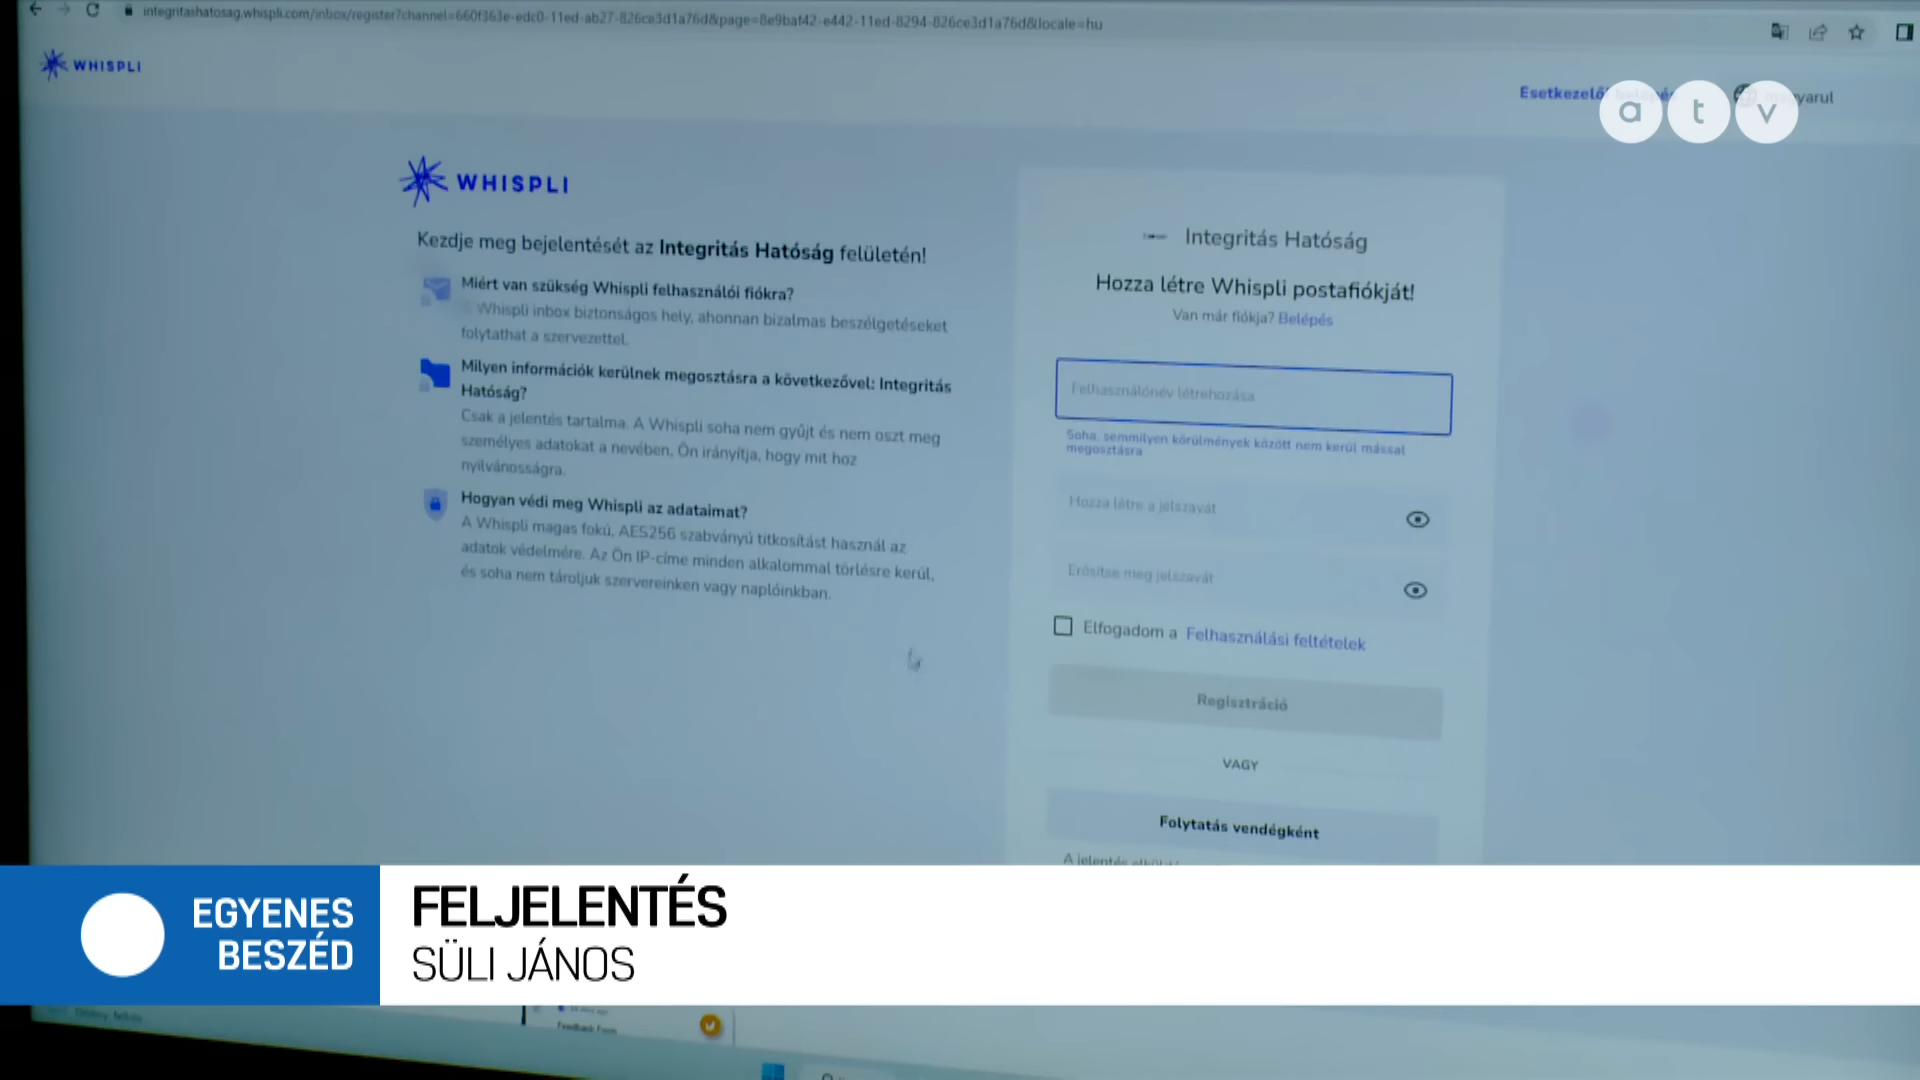 integritashatosag.whispli.com/inbox/register?channel=660f363e-edc0-11ed-ab27-826ce3d1a76d&page=8e9baf42-e442-11ed-8294-826ce3d1a76d&locale=hu
WHISPLI
Esetkezelői
a t v
WHISPLI
Kezdje meg bejelentését az Integritás Hatóság felületén!
Miért van szükség Whispli felhasználói fiókra?
Whispli inbox biztonságos hely, ahonnan bizalmas beszélgetéseket
folytathat a szervezettel.
Milyen információk kerülnek megosztásra a következővel: Integritás
Hatóság?
Csak a jelentés tartalma. A Whispli soha nem gyűjt és nem oszt meg
személyes adatokat a nevében, Ön irányítja, hogy mit hoz
nyilvánosságra.
Hogyan védi meg Whispli az adataimat?
A Whispli magas fokú, AES256 szabványú titkosítást használ az
adatok védelmére. Az Ön IP-címe minden alkalommal törlésre kerül,
és soha nem tároljuk szervereinken vagy naplóinkban.
Integritás Hatóság
Hozza létre Whispli postafiókját!
Van már fiókja? Belépés
Felhasználónév létrehozása
Soha, semmilyen körülmények között nem kerül mással
megosztásra
Hozza létre a jelszavát
Erősítse meg jelszavát
Elfogadom a Felhasználási feltételek
Regisztráció
VAGY
Folytatás vendégként
A jelentés
EGYENES
BESZÉD
FELJELENTÉS
SÜLI JÁNOS
Feedback Form